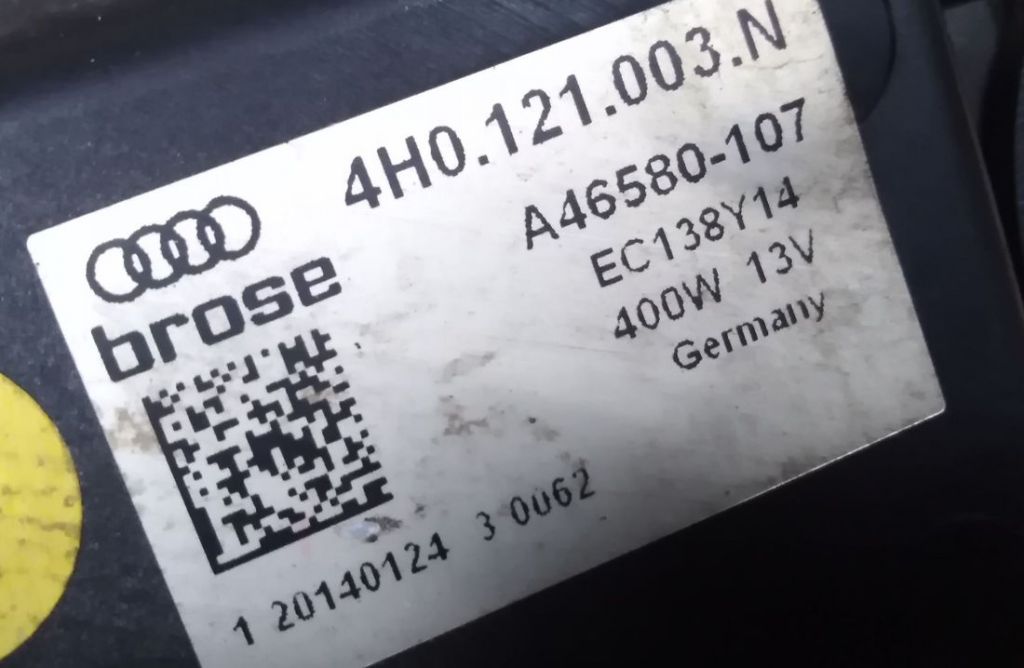 4H0.121.003.N
A46580-107
EC138Y14
400W 13V
Germany
brose
1 20140124 3 0062